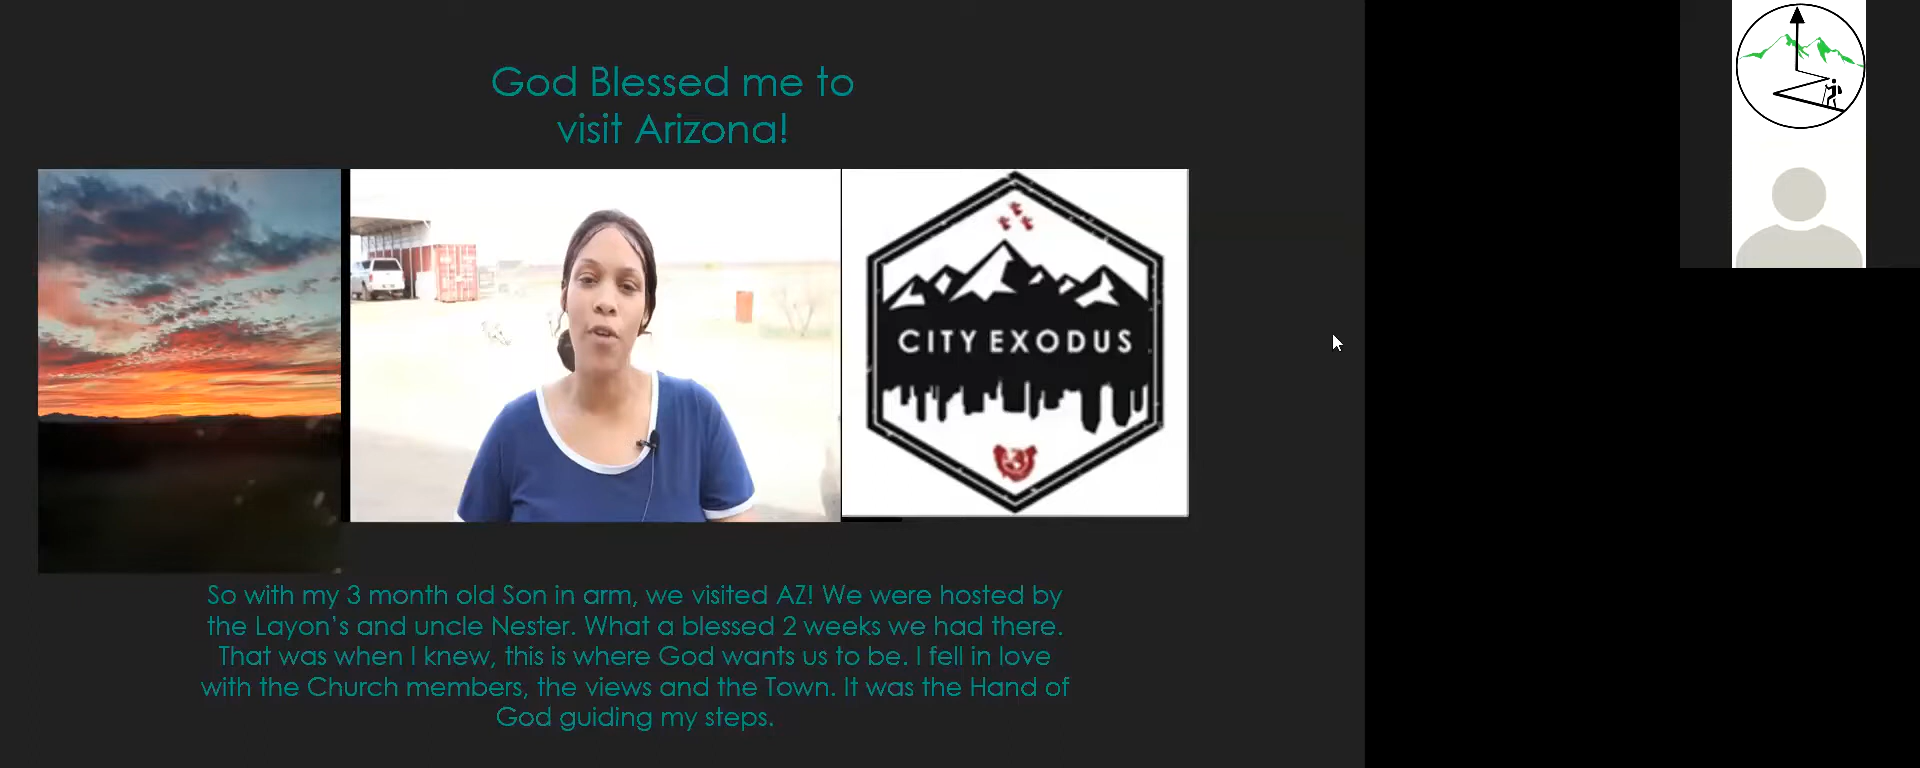 God Blessed me to
visit Arizona!
CITY EXODUS
So with my 3 month old Son in arm, we visited AZ! We were hosted by
the Layon's and uncle Nester. What a blessed 2 weeks we had there.
That was when I knew, this is where God wants us to be. I fell in love
with the Church members, the views and the Town. It was the Hand of
God guiding my steps.